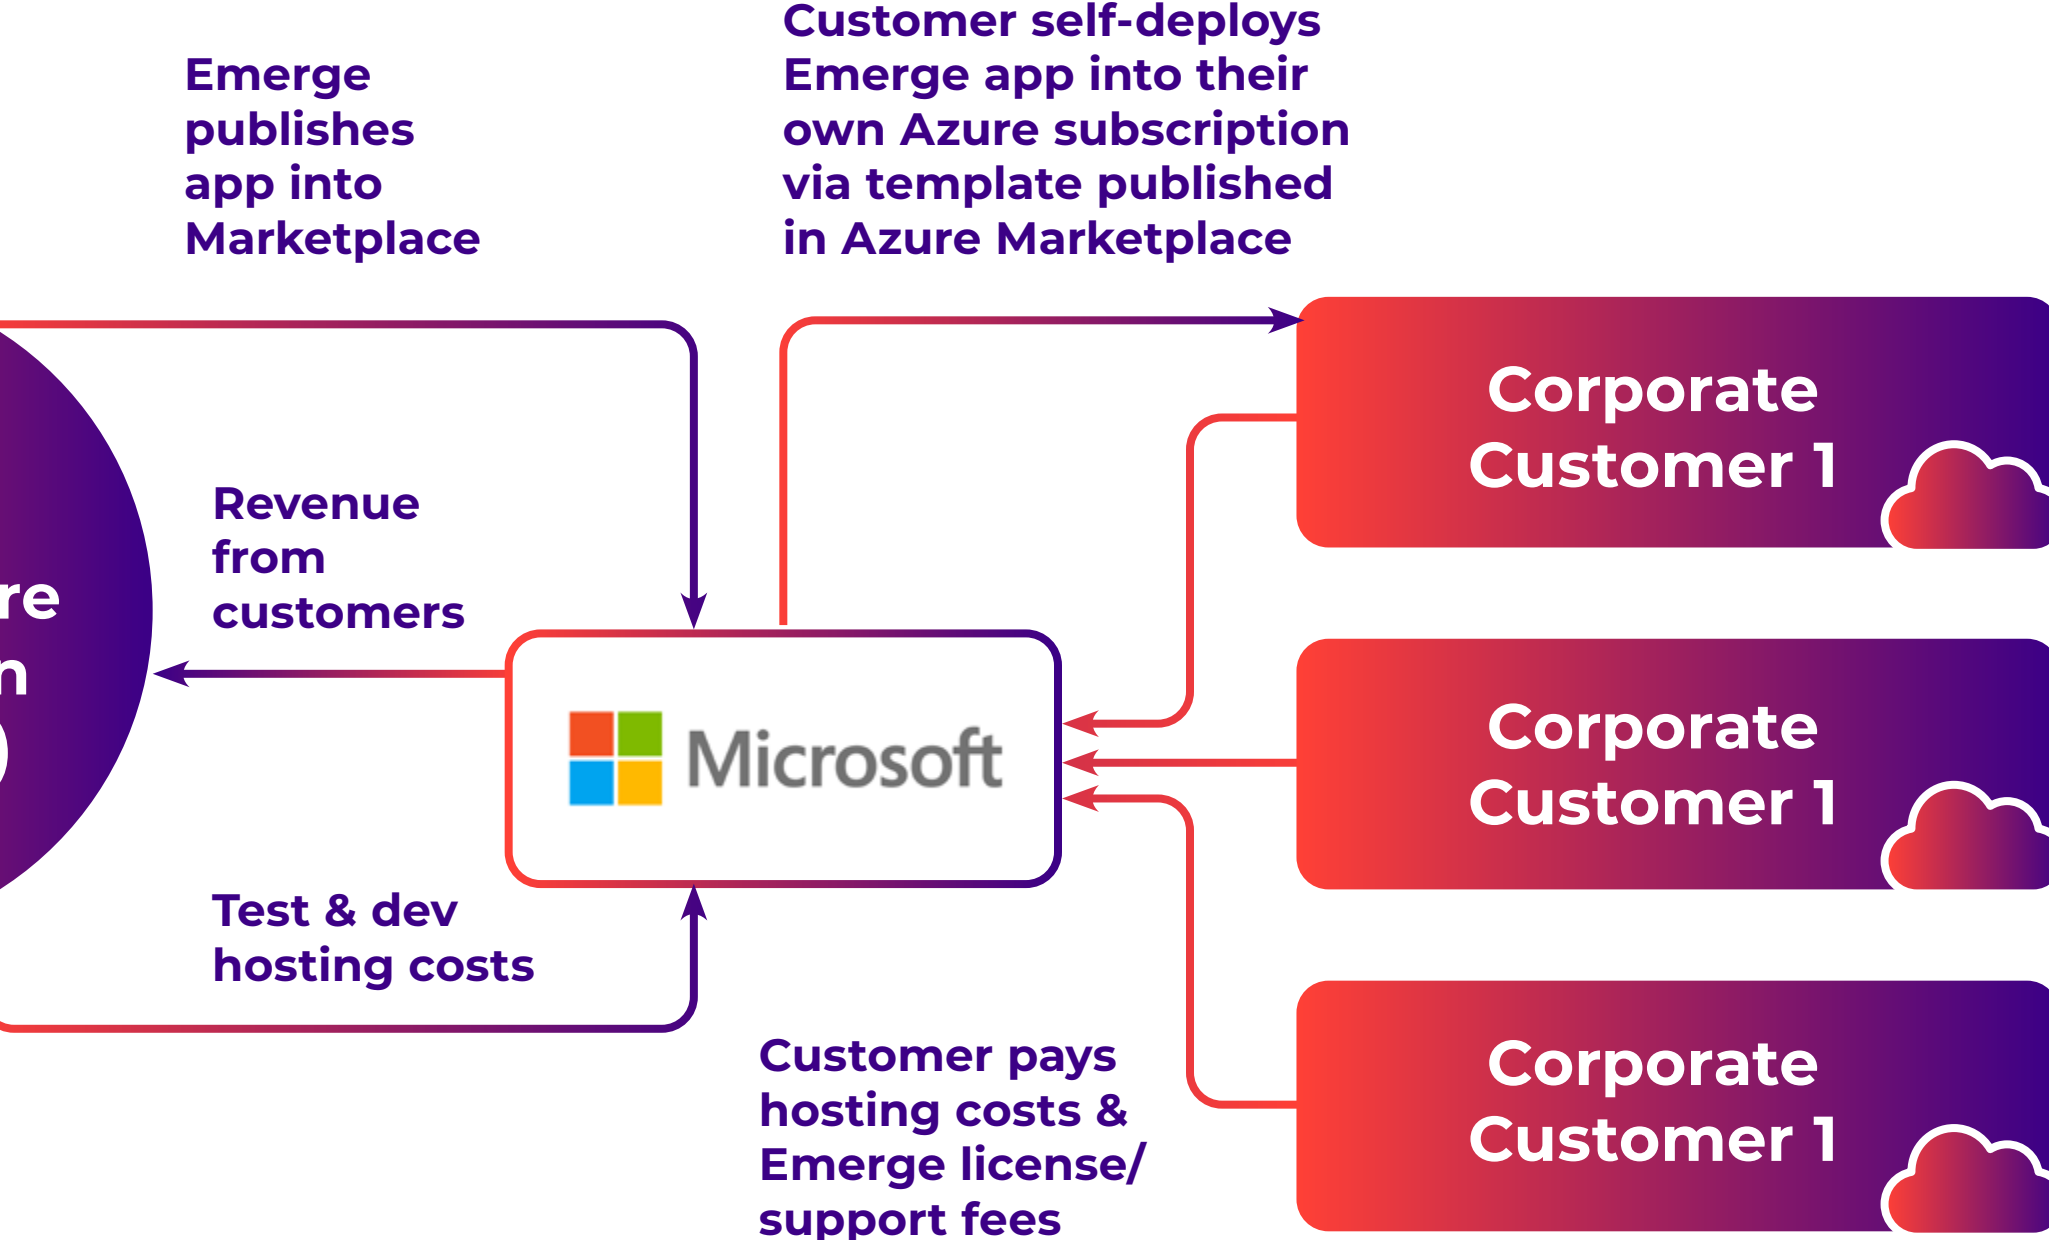 Customer self-deploys
Emerge app into their
own Azure subscription
via template published
in Azure Marketplace
Emerge
publishes
app into
Marketplace
Corporate
Customer 1
Revenue
from
customers
re
n
)
Microsoft
Corporate
Customer 1
Test & dev
hosting costs
Corporate
Customer 1
Customer pays
hosting costs &
Emerge license/
support fees